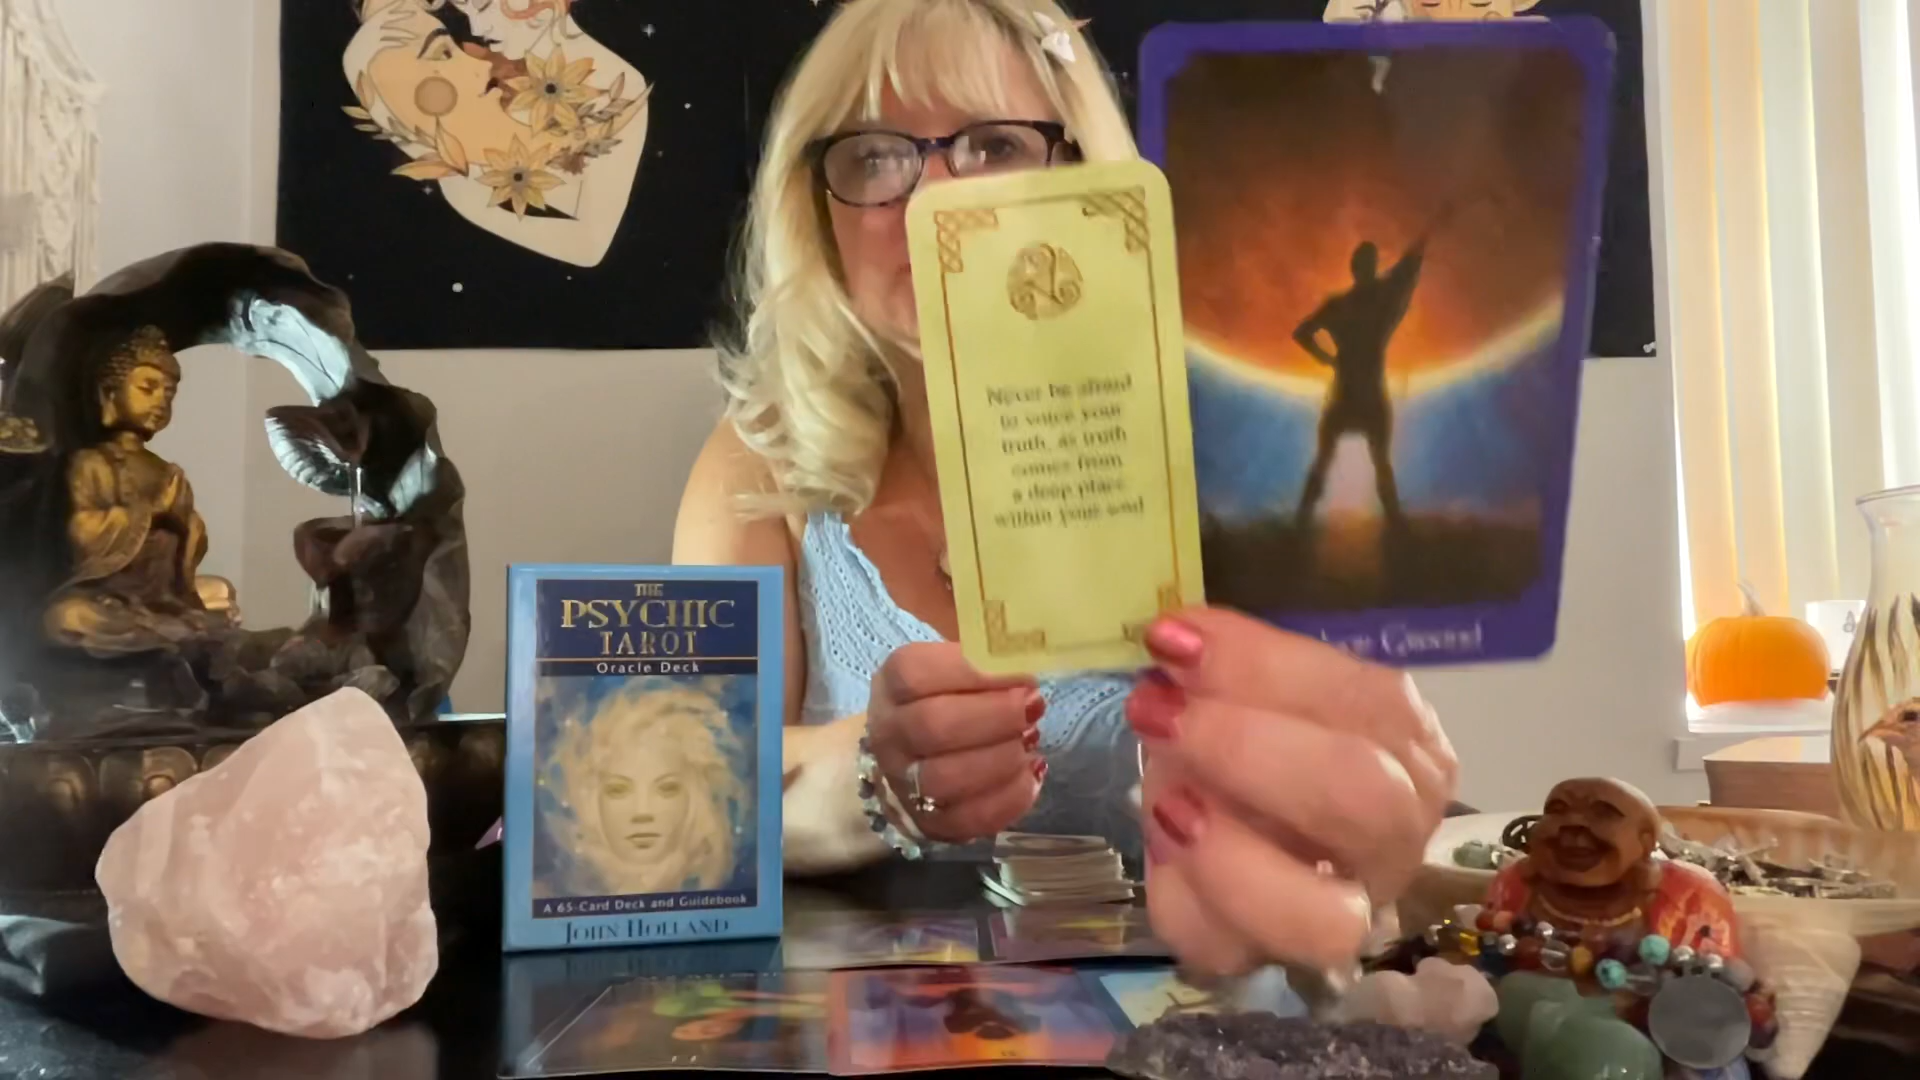 Never be afraid
to voice your
truth, as truth
comes from
a deep place
within your soul
Ground
THE
PSYCHIC
TAROT
Oracle Deck
A 65-Card Deck and Guidebook
JOHN HOLLAND